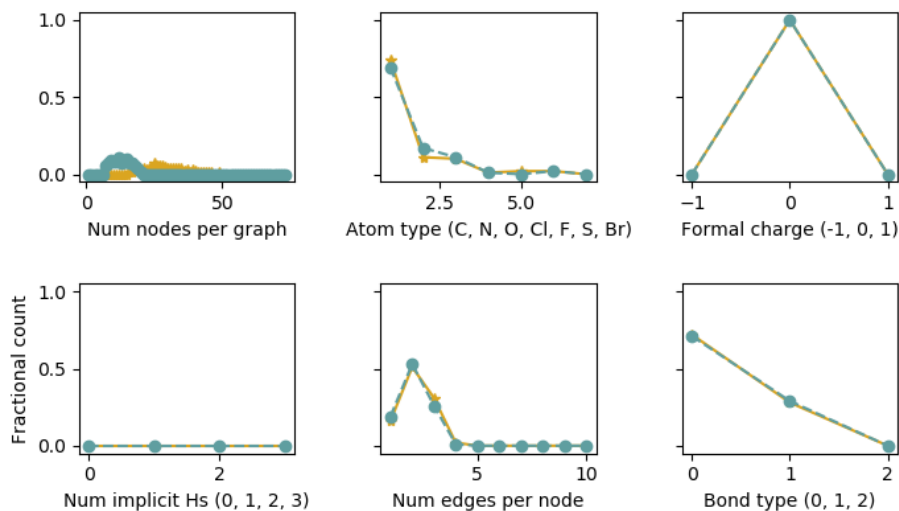 1.0
0.5
0.0
0
50
Num nodes per graph
2.5
5.0
Atom type (C, N, O, Cl, F, S, Br)
−1
0
1
Formal charge (-1, 0, 1)
Fractional count
1.0
0.5
0.0
0
2
Num implicit Hs (0, 1, 2, 3)
5
10
Num edges per node
0
1
2
Bond type (0, 1, 2)